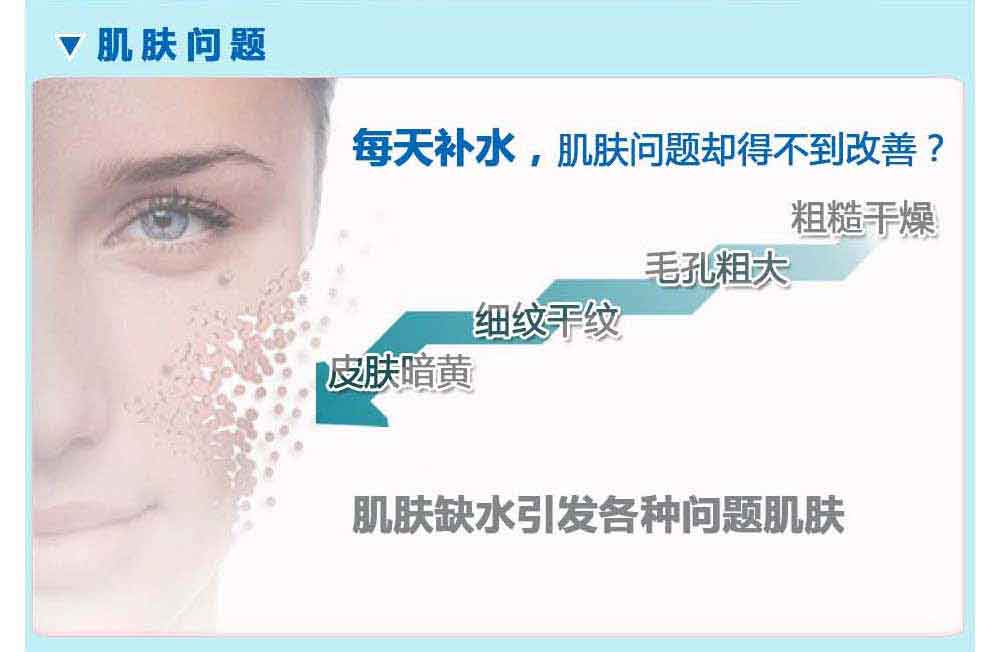 ▼ 肌肤问题
每天补水，肌肤问题却得不到改善？
粗糙干燥
毛孔粗大
细纹干纹
皮肤暗黄
肌肤缺水引发各种问题肌肤